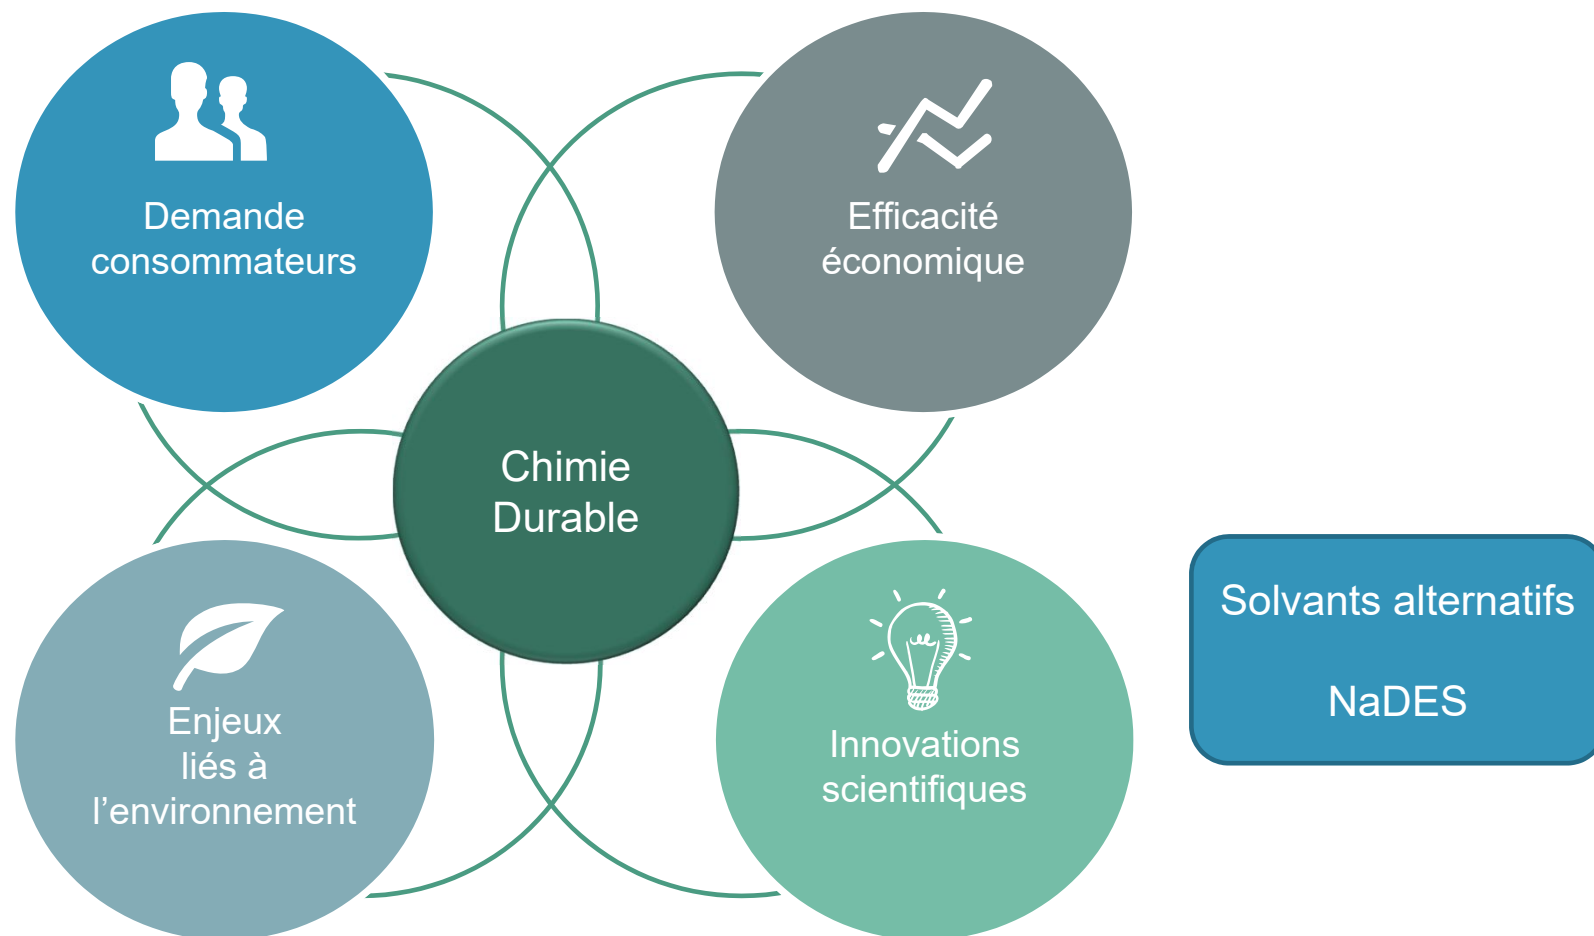 Demande
consommateurs
Efficacité
économique
Chimie
Durable
Enjeux
liés à
l’environnement
Innovations
scientifiques
Solvants alternatifs
NaDES